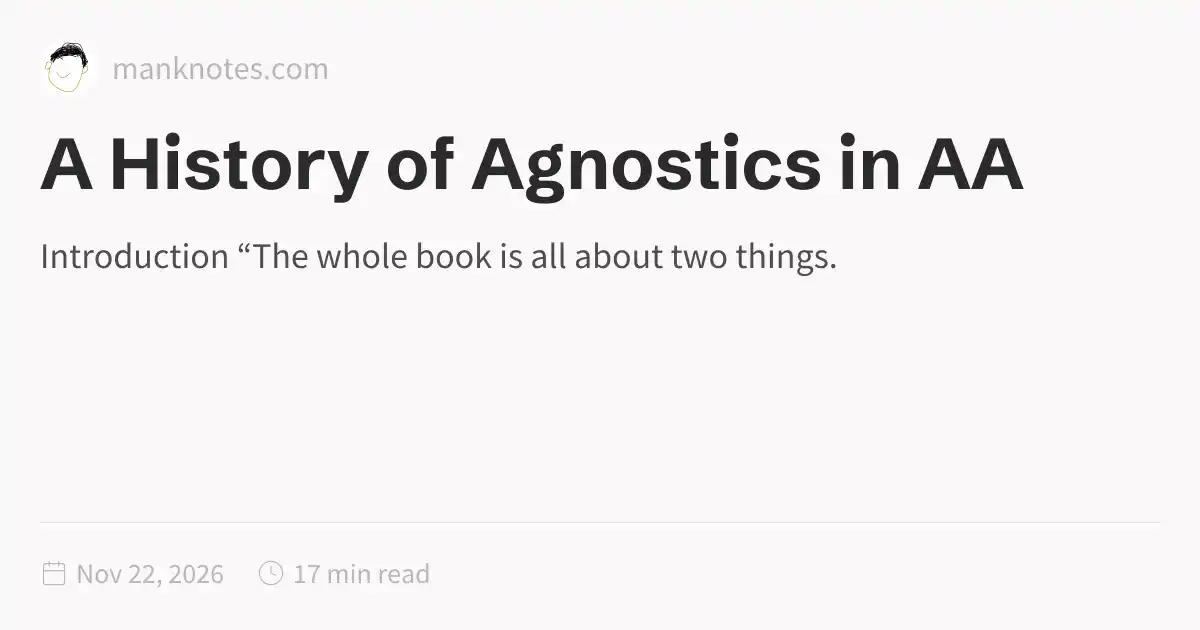 manknotes.com
A History of Agnostics in AA
Introduction “The whole book is all about two things.
Nov 22, 2026 17 min read